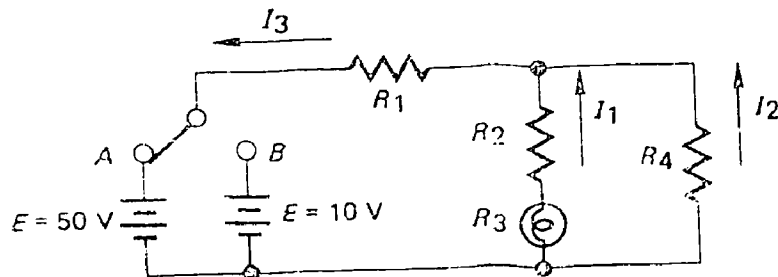 I3
R1
I1
I2
R2
R4
A
B
E = 50 V
E = 10 V
R3